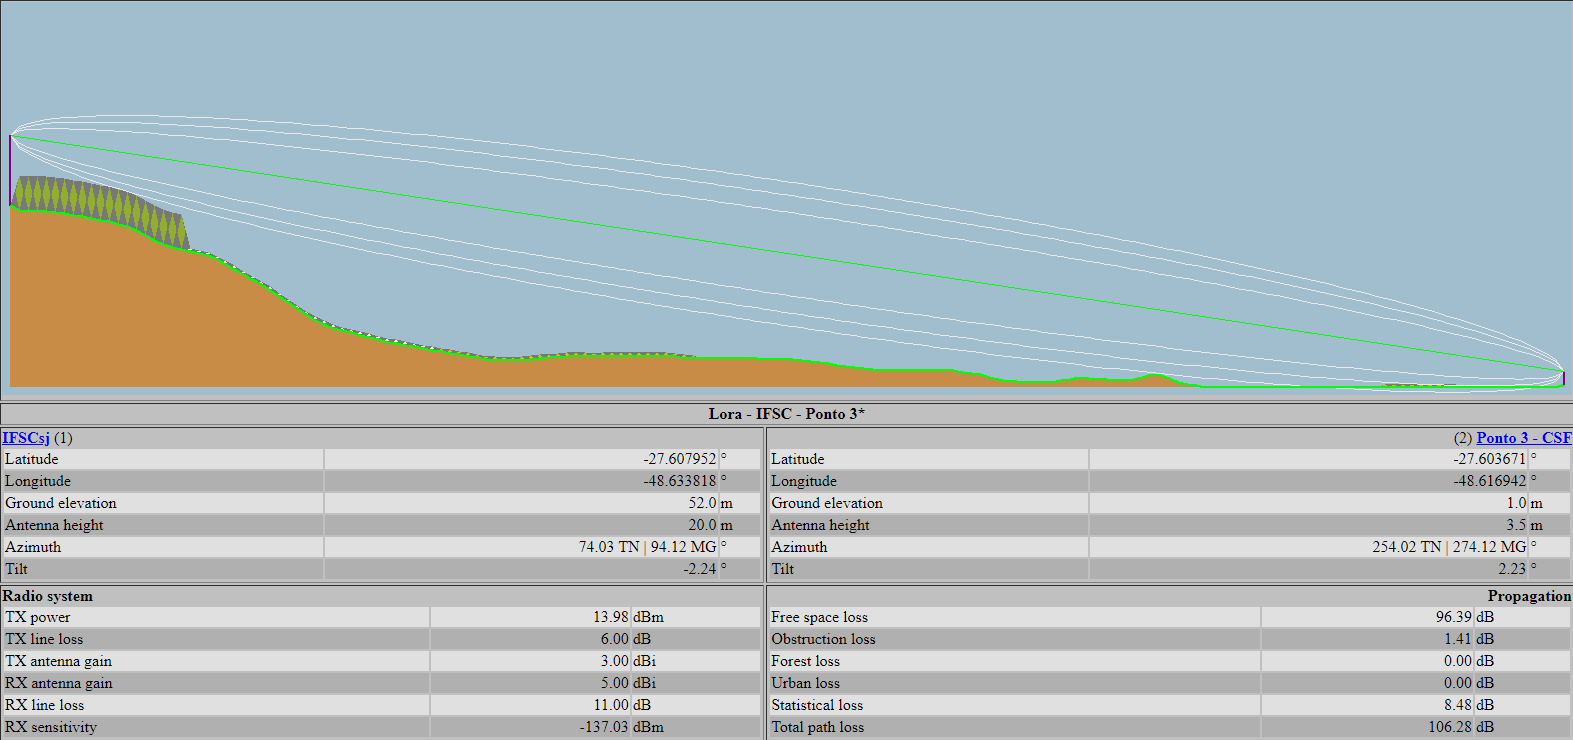 Lora - IFSC - Ponto 3*
IFSCsj (1)
Latitude -27.607952 °
Longitude -48.633818 °
Ground elevation 52.0 m
Antenna height 20.0 m
Azimuth 74.03 TN | 94.12 MG °
Tilt -2.24 °
(2) Ponto 3 - CSF
Latitude -27.603671 °
Longitude -48.616942 °
Ground elevation 1.0 m
Antenna height 3.5 m
Azimuth 254.02 TN | 274.12 MG °
Tilt 2.23 °
Radio system
TX power 13.98 dBm
TX line loss 6.00 dB
TX antenna gain 3.00 dBi
RX antenna gain 5.00 dBi
RX line loss 11.00 dB
RX sensitivity -137.03 dBm
Propagation
Free space loss 96.39 dB
Obstruction loss 1.41 dB
Forest loss 0.00 dB
Urban loss 0.00 dB
Statistical loss 8.48 dB
Total path loss 106.28 dB